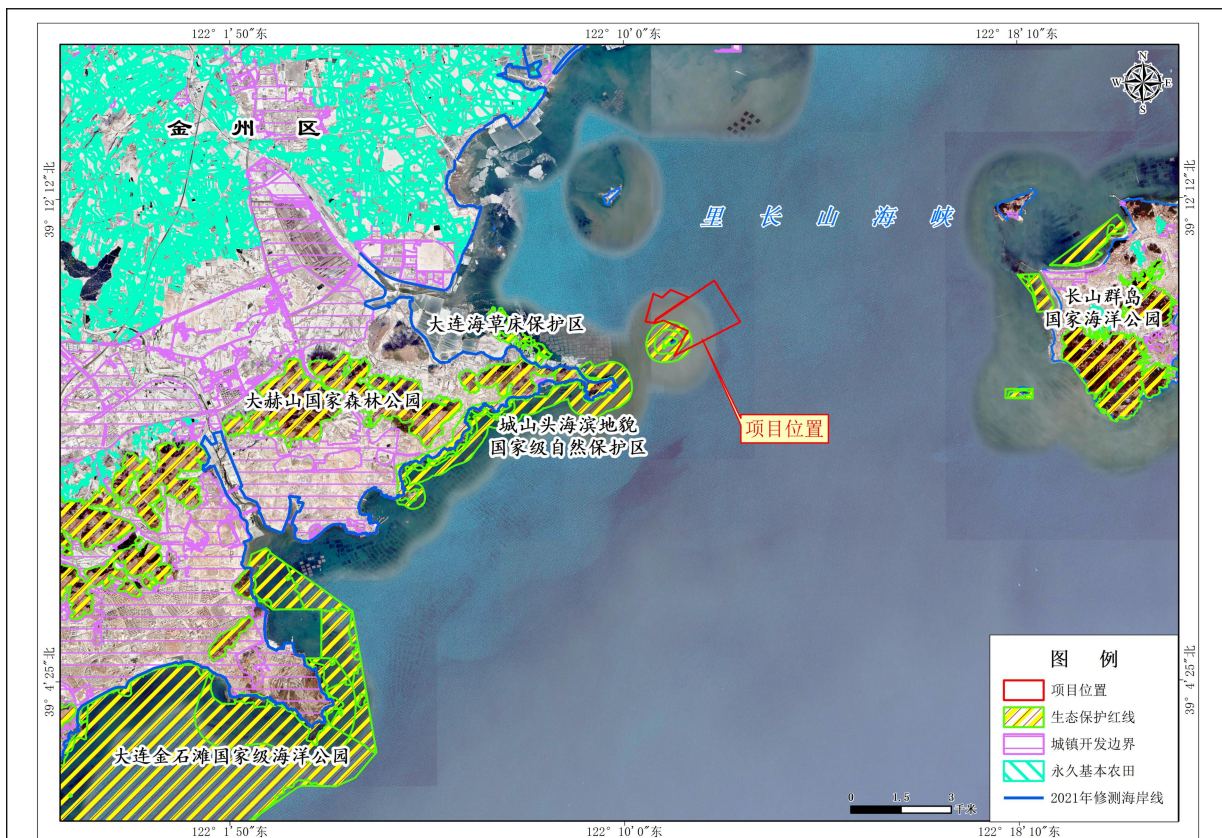 122° 1'50"东
122° 10'0"东
122° 18'10"东
N
W
E
S
39° 12'12"北
39° 12'12"北
金州区
里长山海峡
长山群岛
国家海洋公园
大连海草床保护区
大赫山国家森林公园
城山头海滨地貌
国家级自然保护区
项目位置
大连金石滩国家级海洋公园
39° 4'25"北
39° 4'25"北
图 例
项目位置
生态保护红线
城镇开发边界
永久基本农田
2021年修测海岸线
0 1.5 3
千米
122° 1'50"东
122° 10'0"东
122° 18'10"东